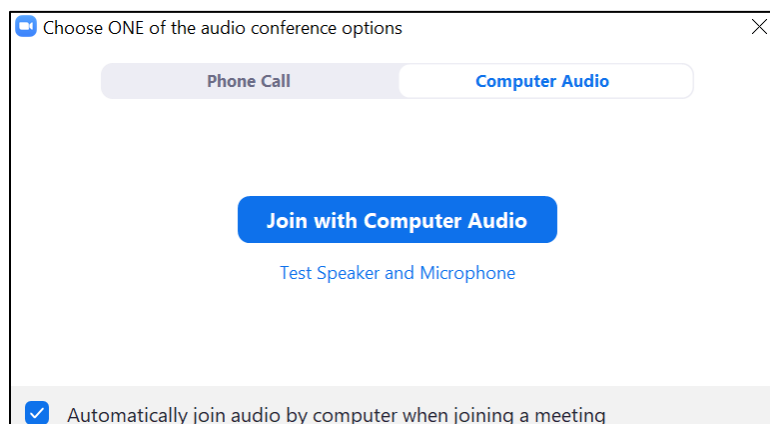 Choose ONE of the audio conference options
Phone Call
Computer Audio
Join with Computer Audio
Test Speaker and Microphone
Automatically join audio by computer when joining a meeting